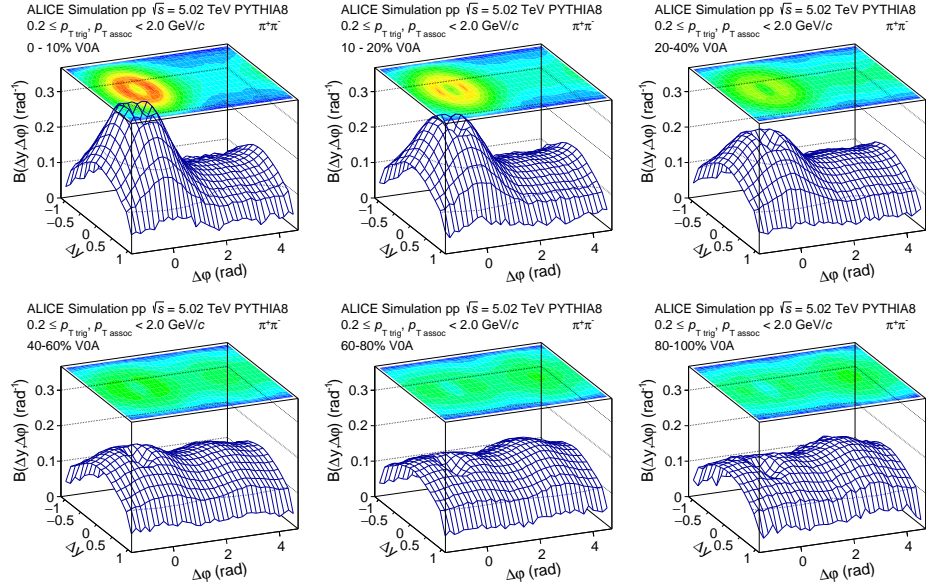 ALICE Simulation pp √s = 5.02 TeV PYTHIA8
0.2 ≤ p_T trig, p_T assoc < 2.0 GeV/c π⁺π⁻
0 - 10% V0A
B(Δy,Δφ) (rad⁻¹)
0.3
0.2
0.1
0
−1
−0.5
0
0.5
1
Δy
0 2 4
Δφ (rad)
ALICE Simulation pp √s = 5.02 TeV PYTHIA8
0.2 ≤ p_T trig, p_T assoc < 2.0 GeV/c π⁺π⁻
10 - 20% V0A
B(Δy,Δφ) (rad⁻¹)
0.3
0.2
0.1
0
−1
−0.5
0
0.5
1
Δy
0 2 4
Δφ (rad)
ALICE Simulation pp √s = 5.02 TeV PYTHIA8
0.2 ≤ p_T trig, p_T assoc < 2.0 GeV/c π⁺π⁻
20-40% V0A
B(Δy,Δφ) (rad⁻¹)
0.3
0.2
0.1
0
−1
−0.5
0
0.5
1
Δy
0 2 4
Δφ (rad)
ALICE Simulation pp √s = 5.02 TeV PYTHIA8
0.2 ≤ p_T trig, p_T assoc < 2.0 GeV/c π⁺π⁻
40-60% V0A
B(Δy,Δφ) (rad⁻¹)
0.3
0.2
0.1
0
−1
−0.5
0
0.5
1
Δy
0 2 4
Δφ (rad)
ALICE Simulation pp √s = 5.02 TeV PYTHIA8
0.2 ≤ p_T trig, p_T assoc < 2.0 GeV/c π⁺π⁻
60-80% V0A
B(Δy,Δφ) (rad⁻¹)
0.3
0.2
0.1
0
−1
−0.5
0
0.5
1
Δy
0 2 4
Δφ (rad)
ALICE Simulation pp √s = 5.02 TeV PYTHIA8
0.2 ≤ p_T trig, p_T assoc < 2.0 GeV/c π⁺π⁻
80-100% V0A
B(Δy,Δφ) (rad⁻¹)
0.3
0.2
0.1
0
−1
−0.5
0
0.5
1
Δy
0 2 4
Δφ (rad)